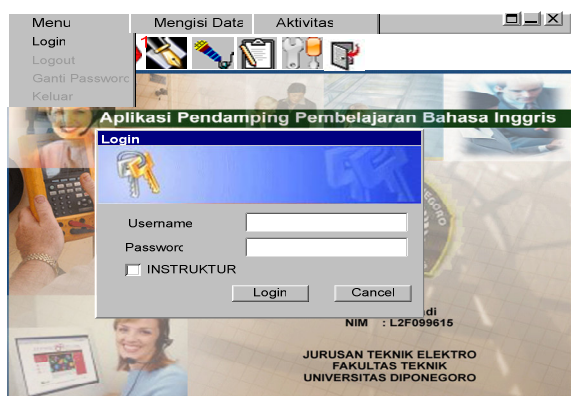 Menu Mengisi Data Aktivitas
Login
Logout
Ganti Password
Keluar
Aplikasi Pendamping Pembelajaran Bahasa Inggris
Login
Username
Password
INSTRUKTUR
Login Cancel
adi
NIM : L2F099615
JURUSAN TEKNIK ELEKTRO
FAKULTAS TEKNIK
UNIVERSITAS DIPONEGORO